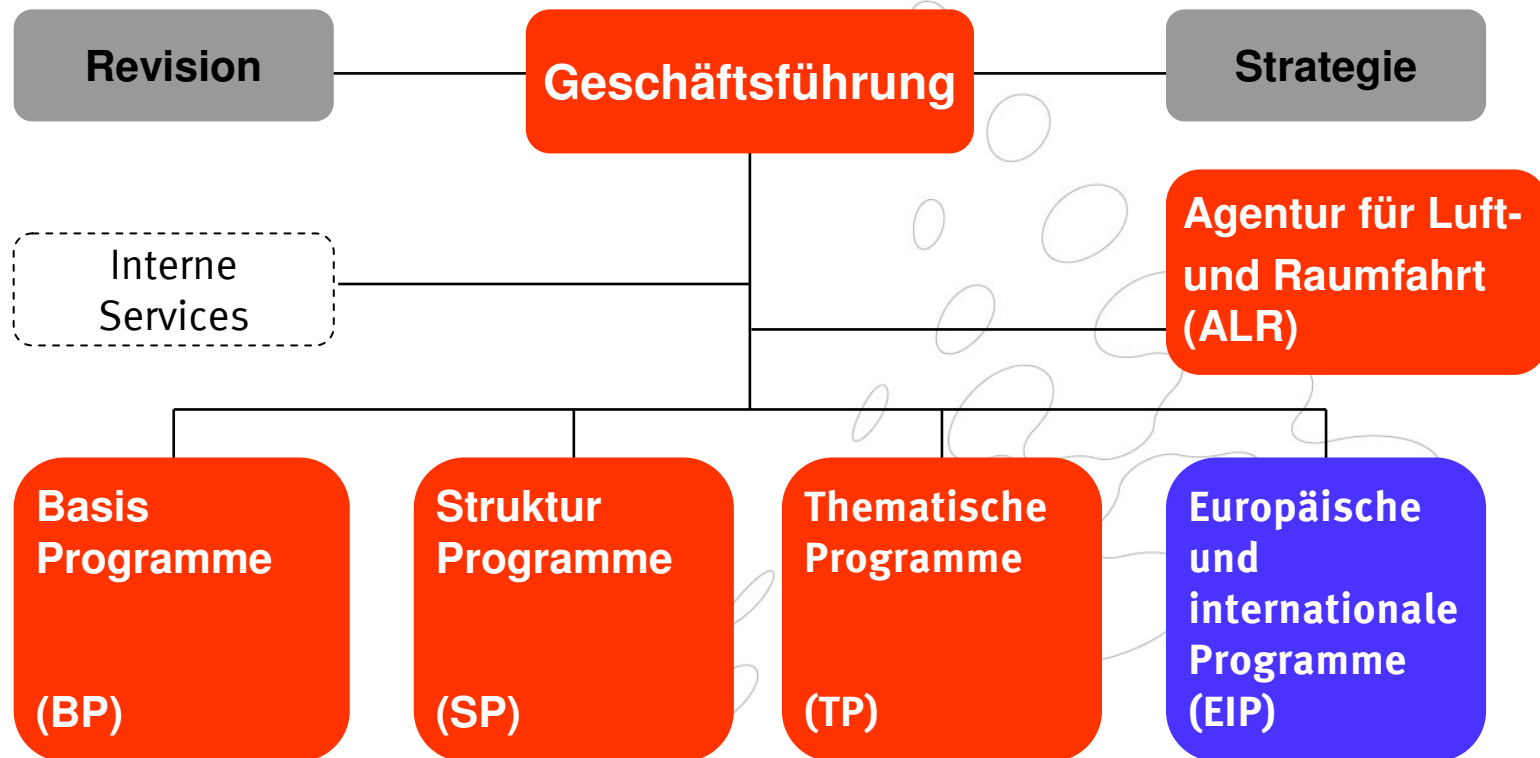 Revision
Geschäftsführung
Strategie
Interne
Services
Agentur für Luft-
und Raumfahrt
(ALR)
Basis
Programme
(BP)
Struktur
Programme
(SP)
Thematische
Programme
(TP)
Europäische
und
internationale
Programme
(EIP)